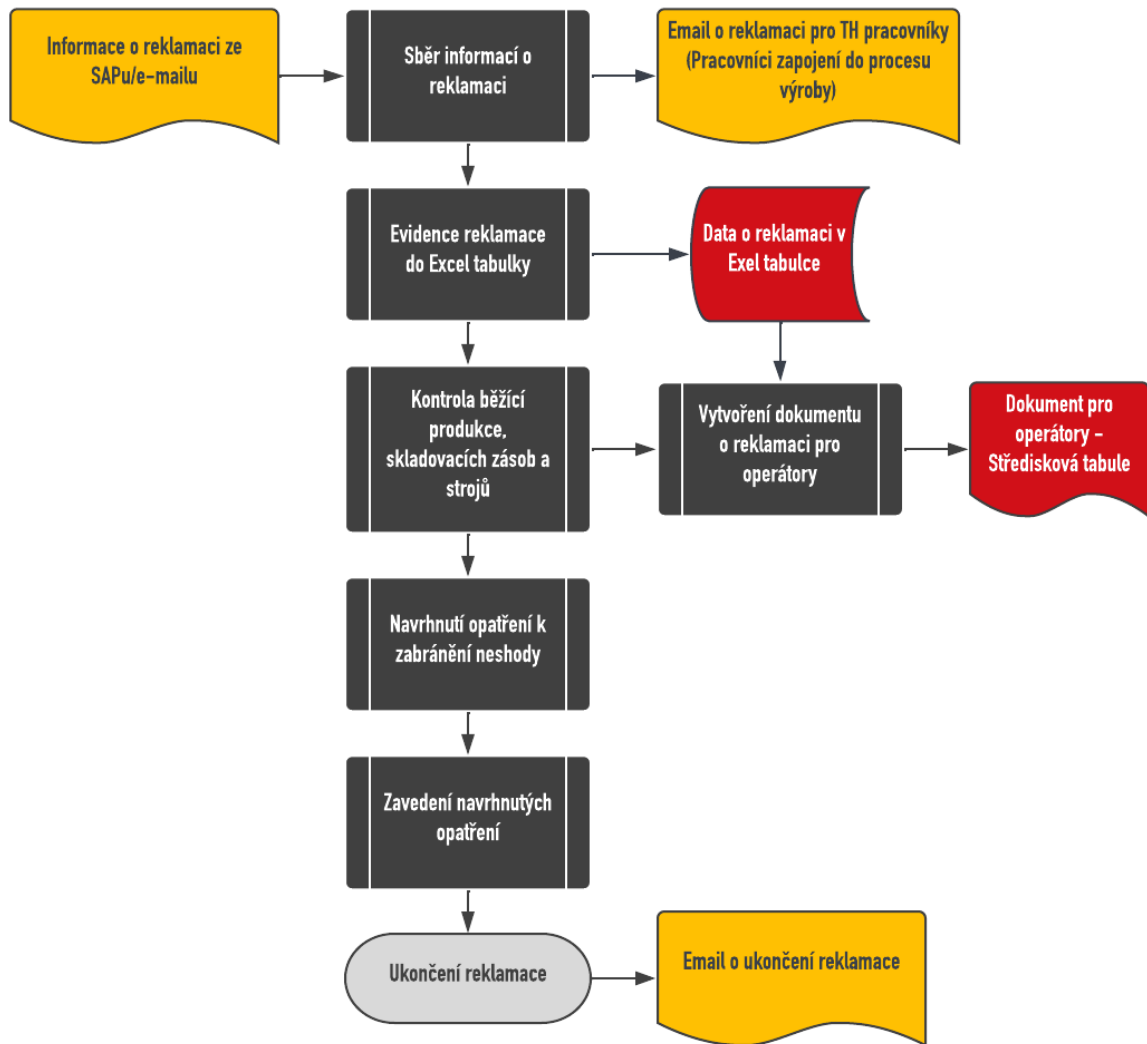 Informace o reklamaci ze
SAPu/e-mailu
Sběr informací o
reklamaci
Email o reklamaci pro TH pracovníky
(Pracovníci zapojení do procesu
výroby)
Evidence reklamace
do Excel tabulky
Data o reklamaci v
Exel tabulce
Kontrola běžící
produkce,
skladovacích zásob a
strojů
Vytvoření dokumentu
o reklamaci pro
operátory
Dokument pro
operátory -
Středisková tabule
Navrhnutí opatření k
zabránění neshody
Zavedení navrhnutých
opatření
Ukončení reklamace
Email o ukončení reklamace